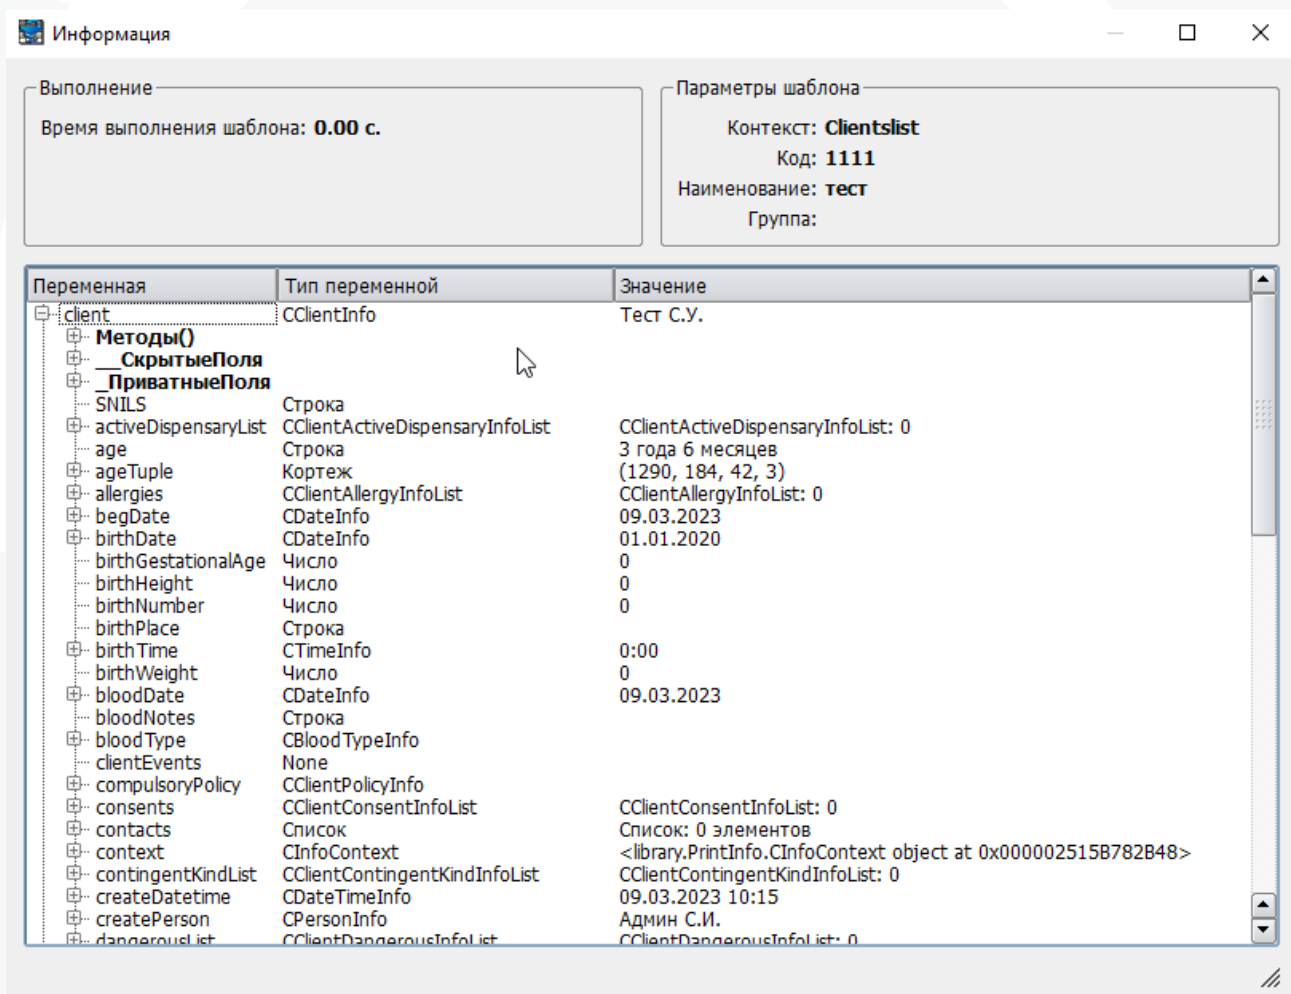 Информация
Выполнение
Время выполнения шаблона: 0.00 с.
Параметры шаблона
Контекст: Clientslist
Код: 1111
Наименование: тест
Группа:
Переменная Тип переменной Значение
client CClientInfo Тест С.У.
Методы()
__СкрытыеПоля
_ПриватныеПоля
SNILS Строка
activeDispensaryList CClientActiveDispensaryInfoList CClientActiveDispensaryInfoList: 0
age Строка 3 года 6 месяцев
ageTuple Кортеж (1290, 184, 42, 3)
allergies CClientAllergyInfoList CClientAllergyInfoList: 0
begDate CDateInfo 09.03.2023
birthDate CDateInfo 01.01.2020
birthGestationalAge Число 0
birthHeight Число 0
birthNumber Число 0
birthPlace Строка
birthTime CTimeInfo 0:00
birthWeight Число 0
bloodDate CDateInfo 09.03.2023
bloodNotes Строка
bloodType CBloodTypeInfo
clientEvents None
compulsoryPolicy CClientPolicyInfo
consents CClientConsentInfoList CClientConsentInfoList: 0
contacts Список Список: 0 элементов
context CInfoContext <library.PrintInfo.CInfoContext object at 0x000002515B782B48>
contingentKindList CClientContingentKindInfoList CClientContingentKindInfoList: 0
createDatetime CDateTimeInfo 09.03.2023 10:15
createPerson CPersonInfo Админ С.И.
dangerousList CClientDangerousInfoList CClientDangerousInfoList: 0